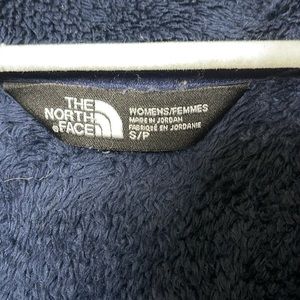 THE
NORTH
FACE
WOMENS/FEMMES
MADE IN JORDAN
FABRIQUÉ EN JORDANIE
S/P